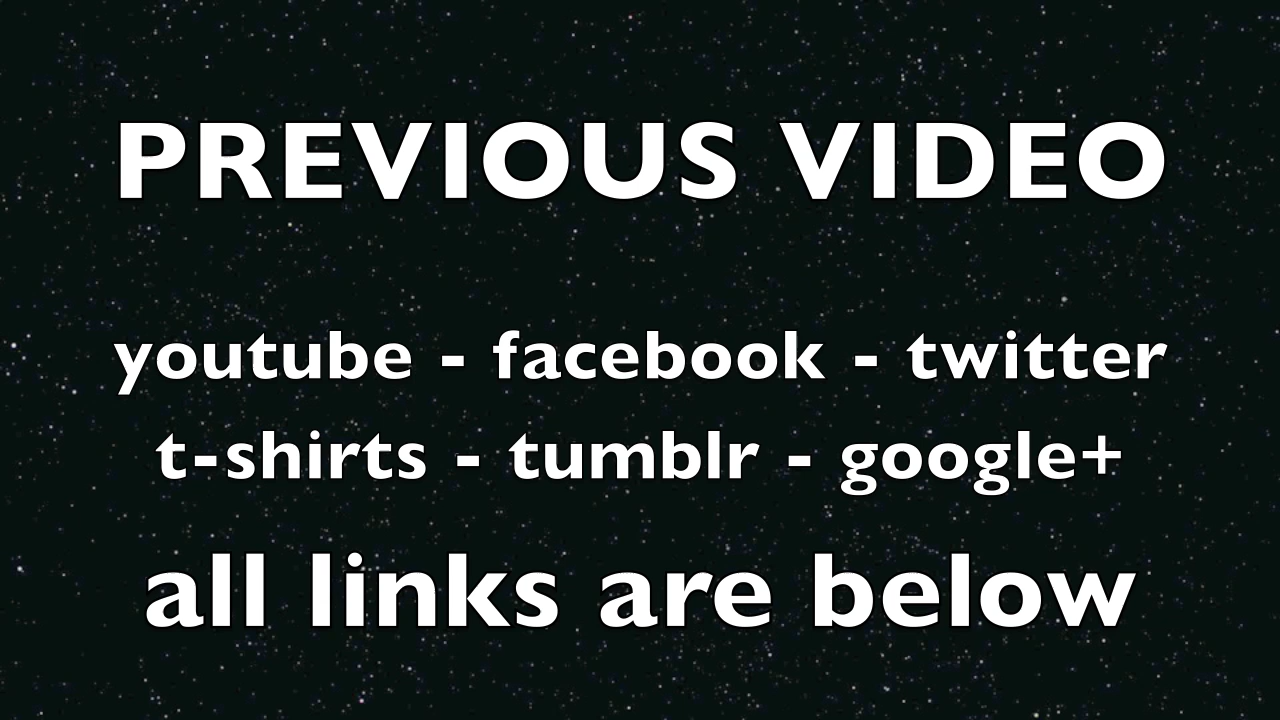 PREVIOUS VIDEO
youtube - facebook - twitter
t-shirts - tumblr - google+
all links are below